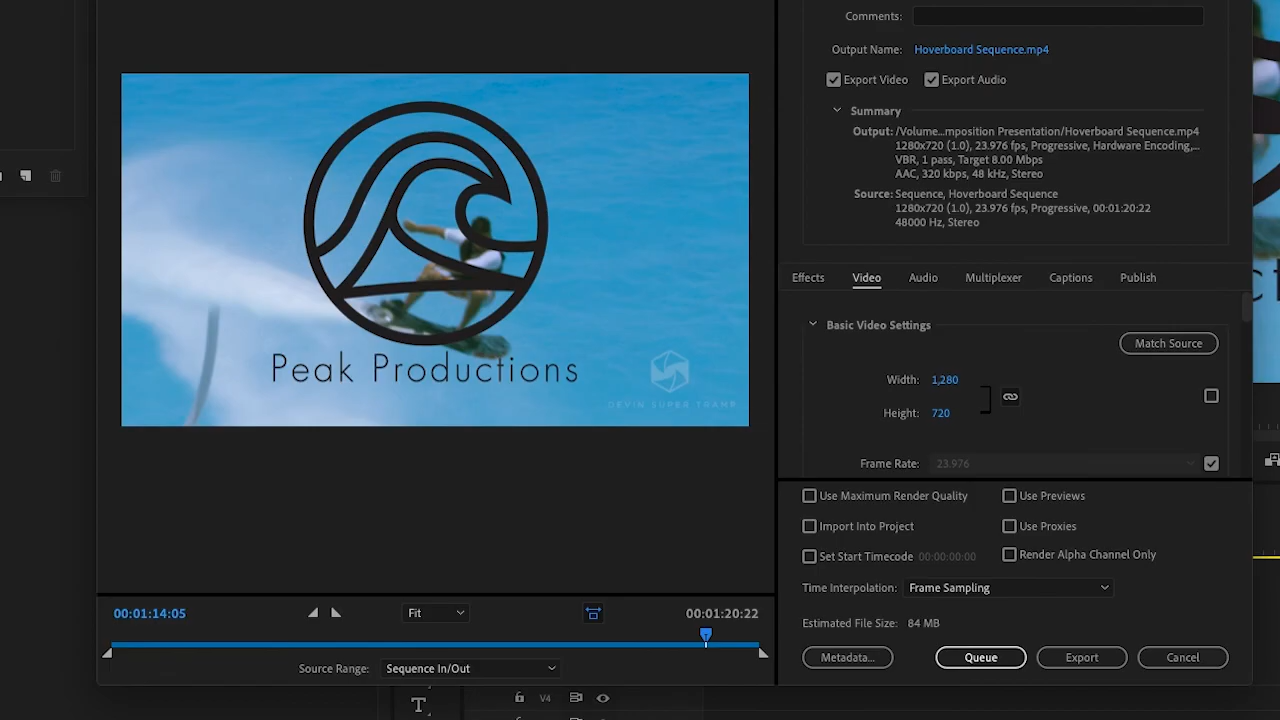 Comments:
Output Name: Hoverboard Sequence.mp4
Export Video Export Audio
Summary
Output: /Volume...mposition Presentation/Hoverboard Sequence.mp4
1280x720 (1.0), 23.976 fps, Progressive, Hardware Encoding,...
VBR, 1 pass, Target 8.00 Mbps
AAC, 320 kbps, 48 kHz, Stereo
Source: Sequence, Hoverboard Sequence
1280x720 (1.0), 23.976 fps, Progressive, 00:01:20:22
48000 Hz, Stereo
Effects Video Audio Multiplexer Captions Publish
Basic Video Settings
Match Source
Width: 1,280
Height: 720
Frame Rate: 23.976
Peak Productions
DEVIN SUPER TRAMP
Use Maximum Render Quality Use Previews
Import Into Project Use Proxies
Set Start Timecode 00:00:00:00 Render Alpha Channel Only
Time Interpolation: Frame Sampling
Estimated File Size: 84 MB
Metadata... Queue Export Cancel
00:01:14:05 Fit 00:01:20:22
Source Range: Sequence In/Out
T V4